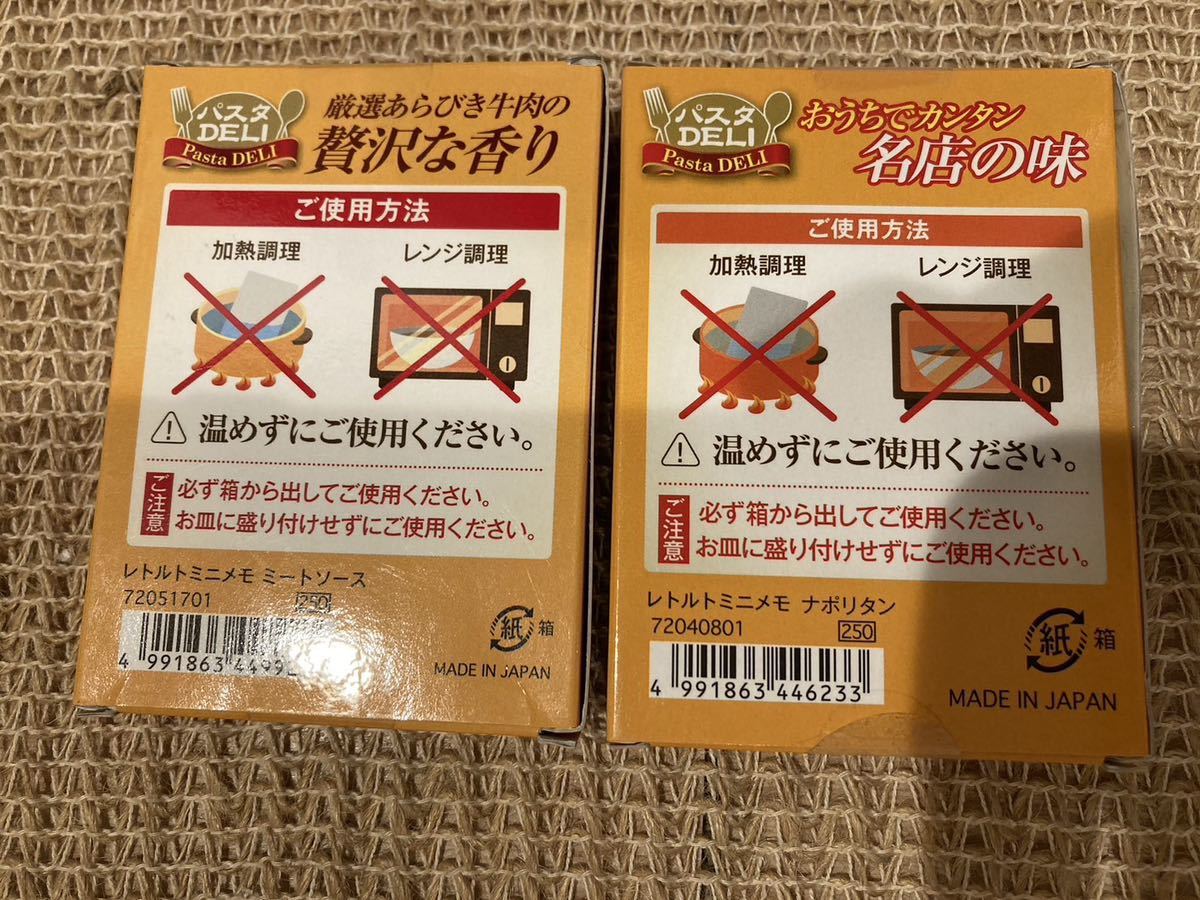 パスタ
DELI
Pasta DELI
厳選あらびき牛肉の
贅沢な香り
ご使用方法
加熱調理
レンジ調理
温めずにご使用ください。
ご注意
必ず箱から出してご使用ください。
お皿に盛り付けせずにご使用ください。
レトルトミニメモ ミートソース
72051701
250
4 991863
紙 箱
MADE IN JAPAN
パスタ
DELI
Pasta DELI
おうちでカンタン
名店の味
ご使用方法
加熱調理
レンジ調理
温めずにご使用ください。
ご注意
必ず箱から出してご使用ください。
お皿に盛り付けせずにご使用ください。
レトルトミニメモ ナポリタン
72040801
250
4 991863 446233
紙 箱
MADE IN JAPAN